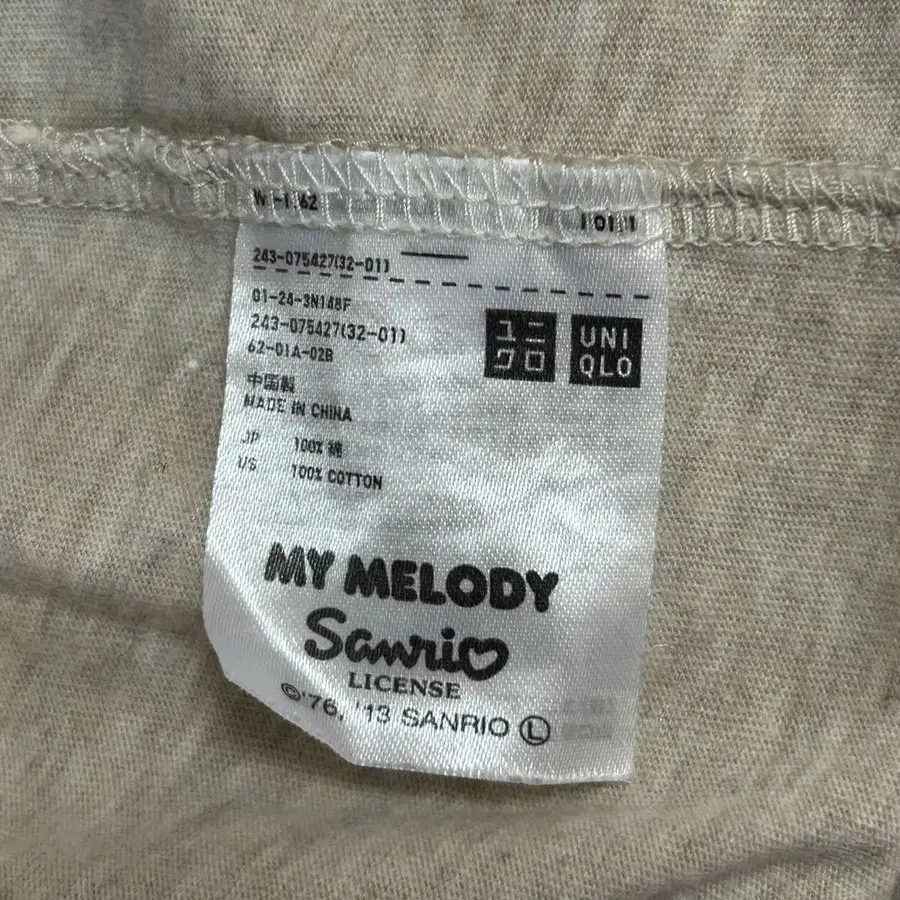 243-075427(32-01)
01-24-3N148F
243-075427(32-01)
62-01A-02B
ユニ
クロ
UNI
QLO
中国製
MADE IN CHINA
JP 100% 綿
US 100% COTTON
MY MELODY
Sanrio
LICENSE
©'76, '13 SANRIO Ⓛ